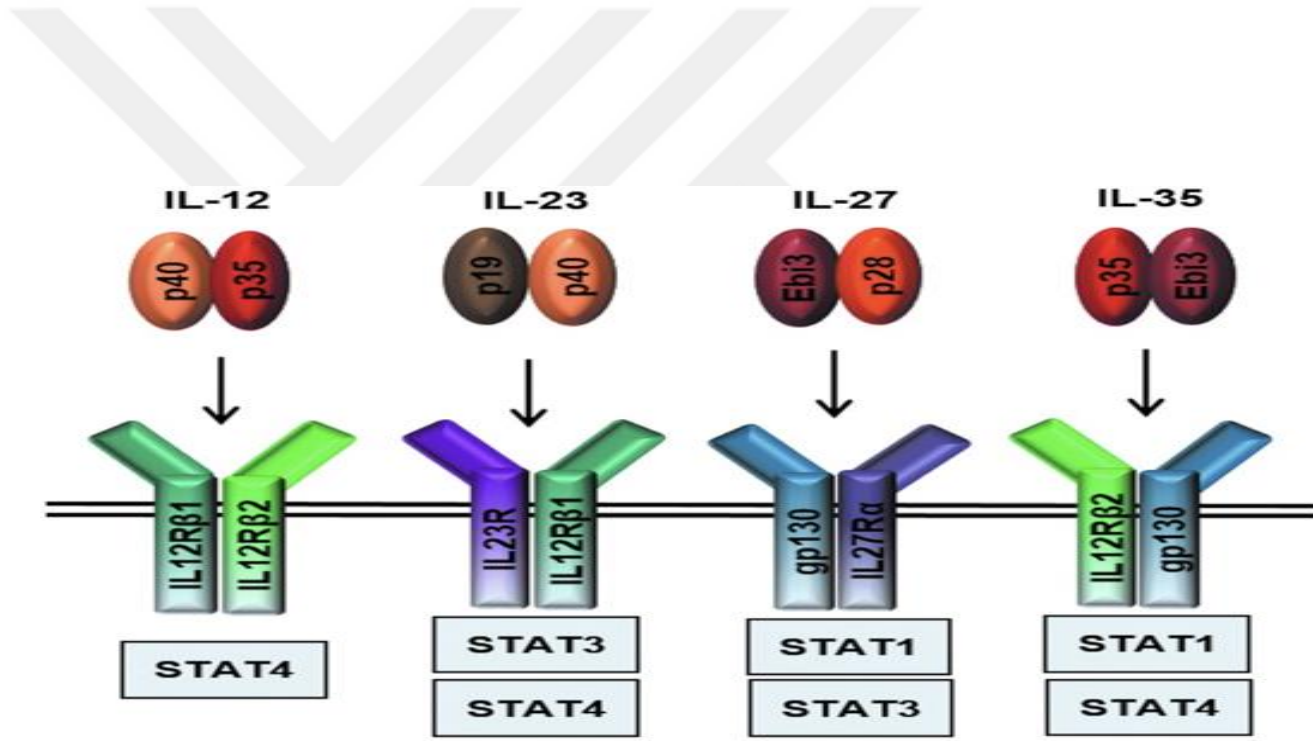 IL-12 IL-23 IL-27 IL-35
p40 p35 p19 p40 Ebi3 p28 p35 Ebi3
IL12Rβ1 IL12Rβ2 IL23R IL12Rβ1 gp130 IL27Rα IL12Rβ2 gp130
STAT4 STAT3 STAT1 STAT1
STAT4 STAT3 STAT4